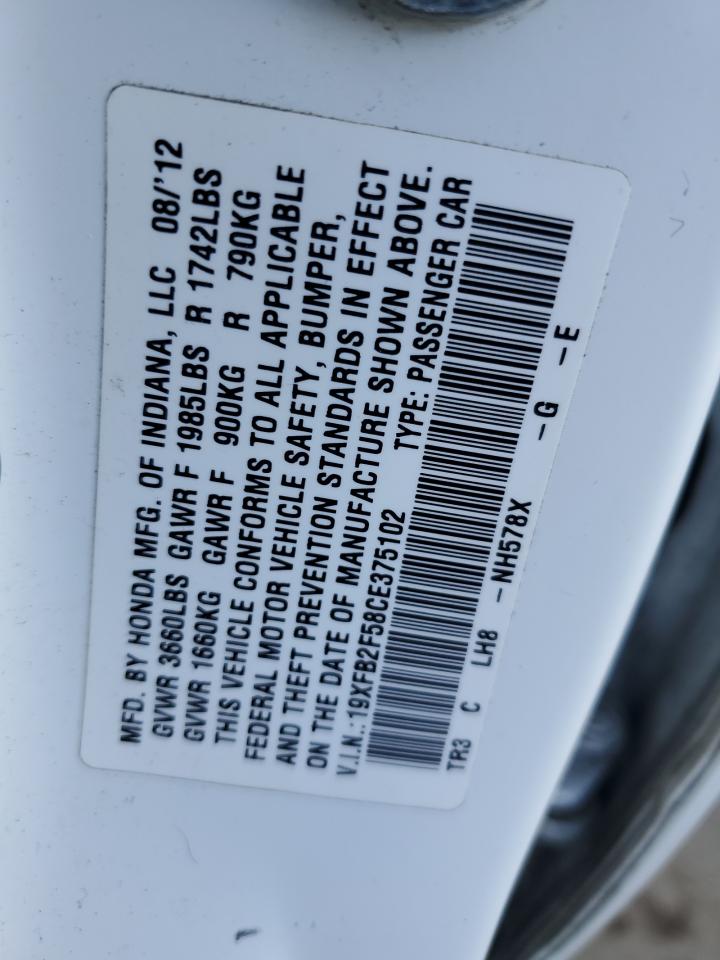 MFD. BY HONDA MFG. OF INDIANA, LLC 08/'12
GVWR 3660LBS GAWR F 1985LBS R 1742LBS
GVWR 1660KG GAWR F 900KG R 790KG
THIS VEHICLE CONFORMS TO ALL APPLICABLE
FEDERAL MOTOR VEHICLE SAFETY, BUMPER,
AND THEFT PREVENTION STANDARDS IN EFFECT
ON THE DATE OF MANUFACTURE SHOWN ABOVE.
V.I.N.:19XFB2F58CE375102 TYPE: PASSENGER CAR
TR3 C LH8 -NH578X -G -E